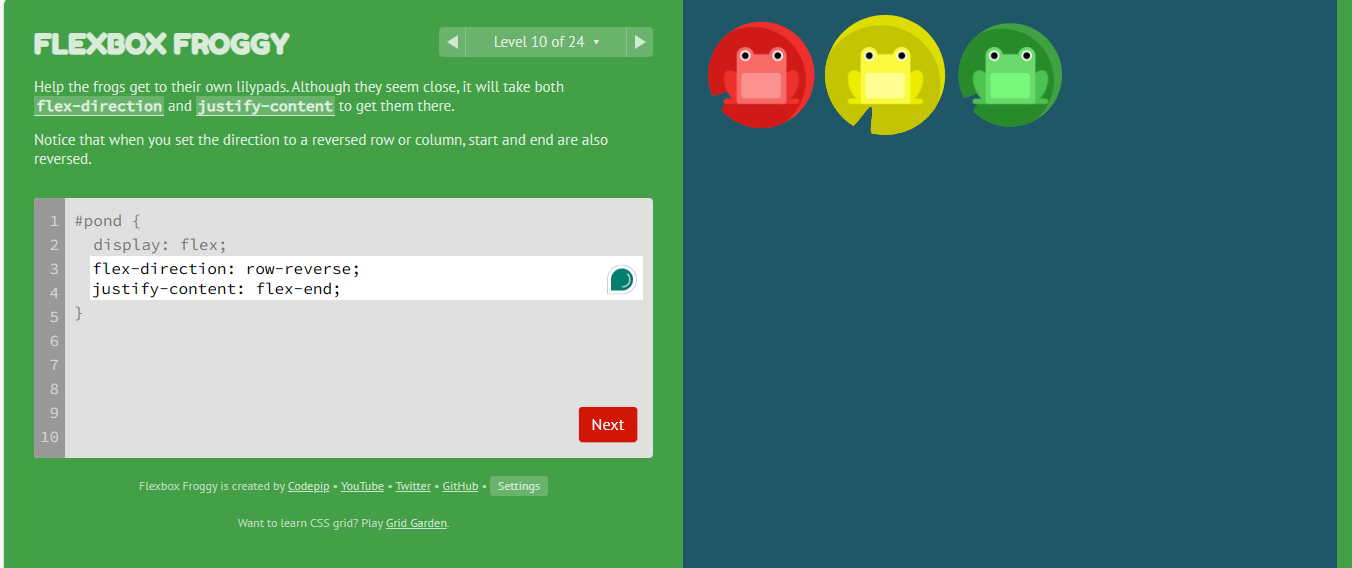 FLEXBOX FROGGY
Level 10 of 24
Help the frogs get to their own lilypads. Although they seem close, it will take both
flex-direction and justify-content to get them there.
Notice that when you set the direction to a reversed row or column, start and end are also
reversed.
1 #pond {
2 display: flex;
3 flex-direction: row-reverse;
4 justify-content: flex-end;
5 }
6
7
8
9
10
Next
Flexbox Froggy is created by Codepip • YouTube • Twitter • GitHub • Settings
Want to learn CSS grid? Play Grid Garden.